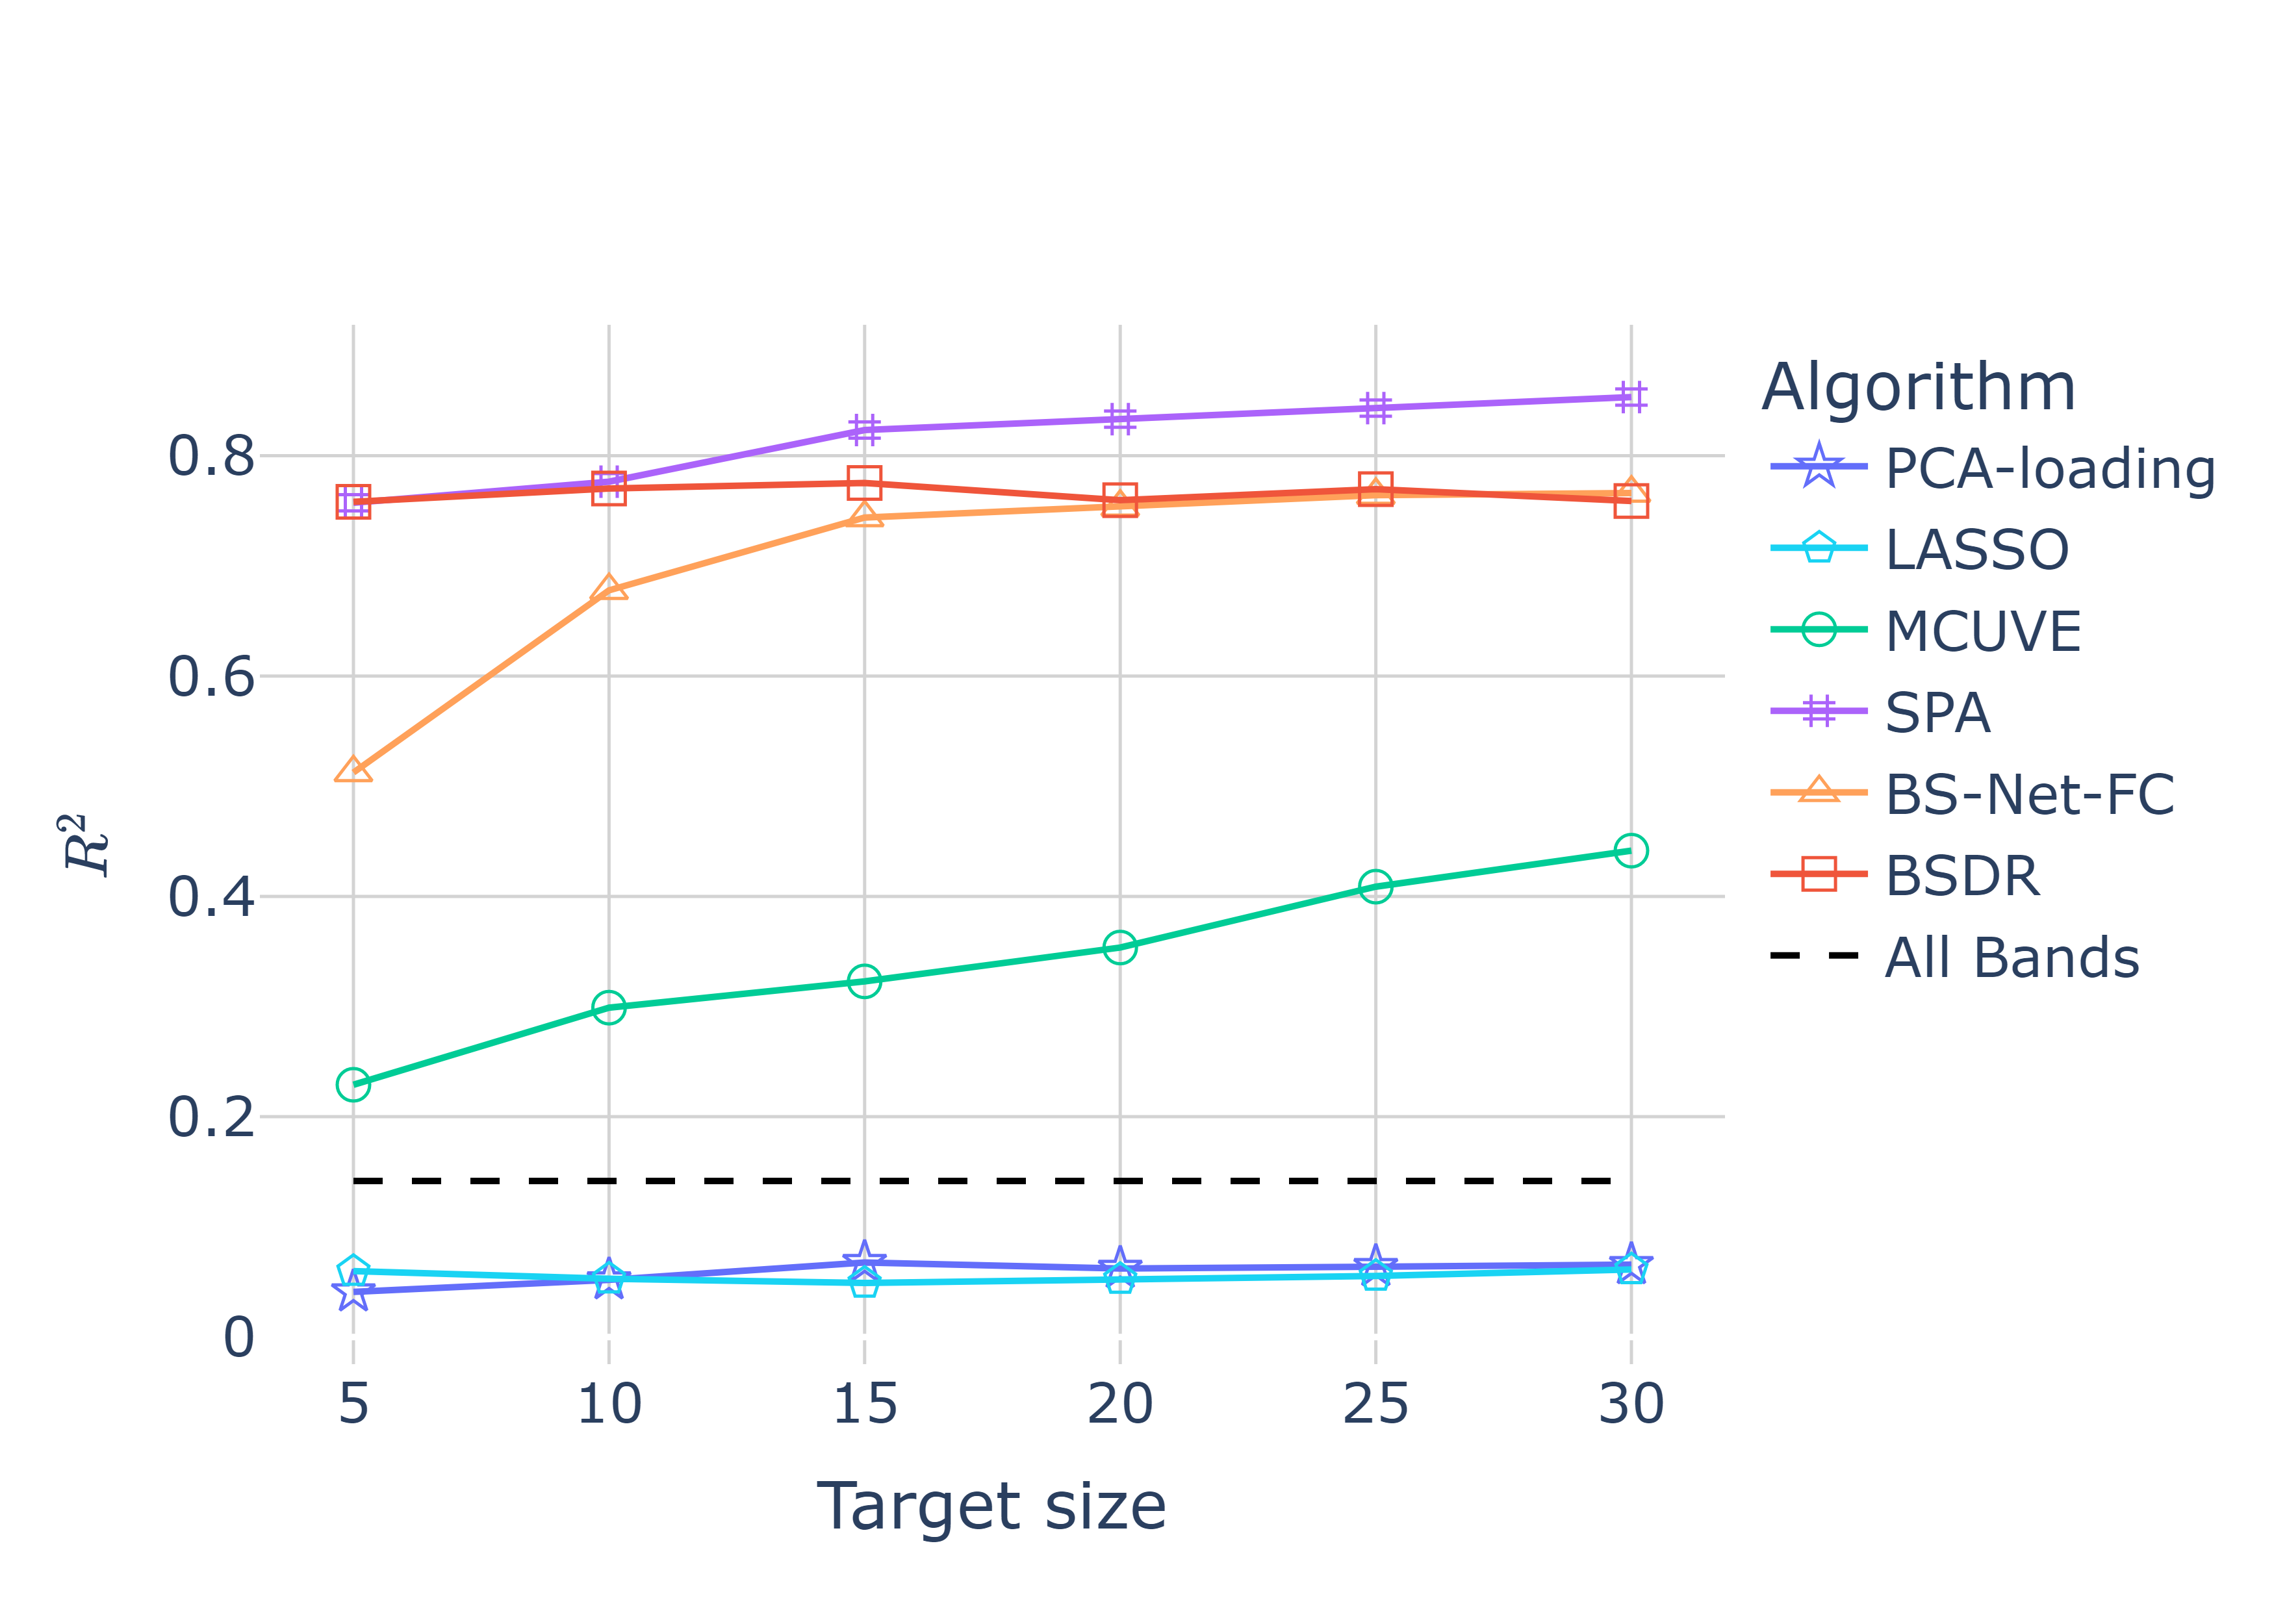 0.8
0.6
0.4
0.2
0
R²
5 10 15 20 25 30
Target size
Algorithm
PCA-loading
LASSO
MCUVE
SPA
BS-Net-FC
BSDR
All Bands